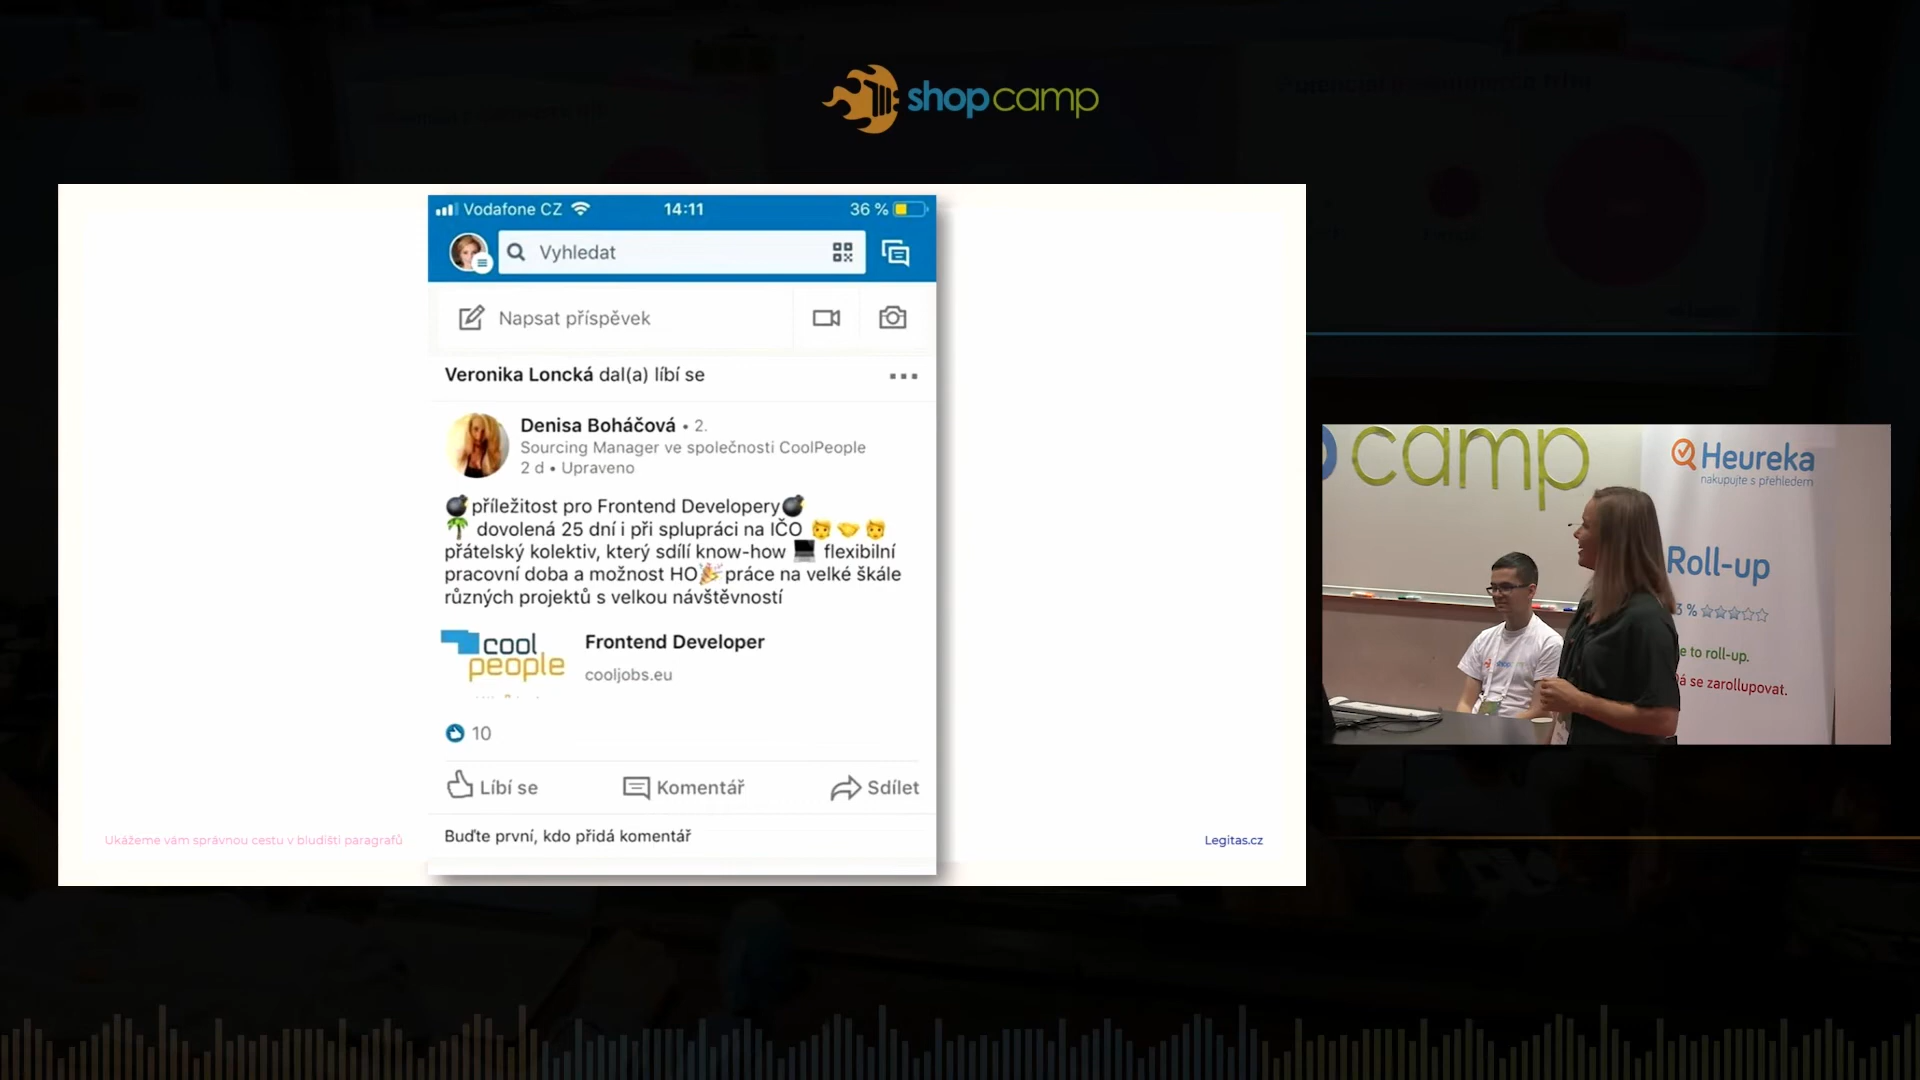 shopcamp
Vodafone CZ 14:11 36 %
Vyhledat
Napsat příspěvek
Veronika Loncká dal(a) líbí se
Denisa Boháčová • 2.
Sourcing Manager ve společnosti CoolPeople
2 d • Upraveno
💣příležitost pro Frontend Developery💣
🌴 dovolená 25 dní i při splupráci na IČO
přátelský kolektiv, který sdílí know-how 💻 flexibilní
pracovní doba a možnost HO🎉práce na velké škále
různých projektů s velkou návštěvností
cool
people
Frontend Developer
cooljobs.eu
10
Líbí se Komentář Sdílet
Buďte první, kdo přidá komentář
Ukážeme vám správnou cestu v bludišti paragrafů
Legitas.cz
camp
Heureka
nakupujte s přehledem
Roll-up
3 %
e to roll-up.
á se zarollupovat.